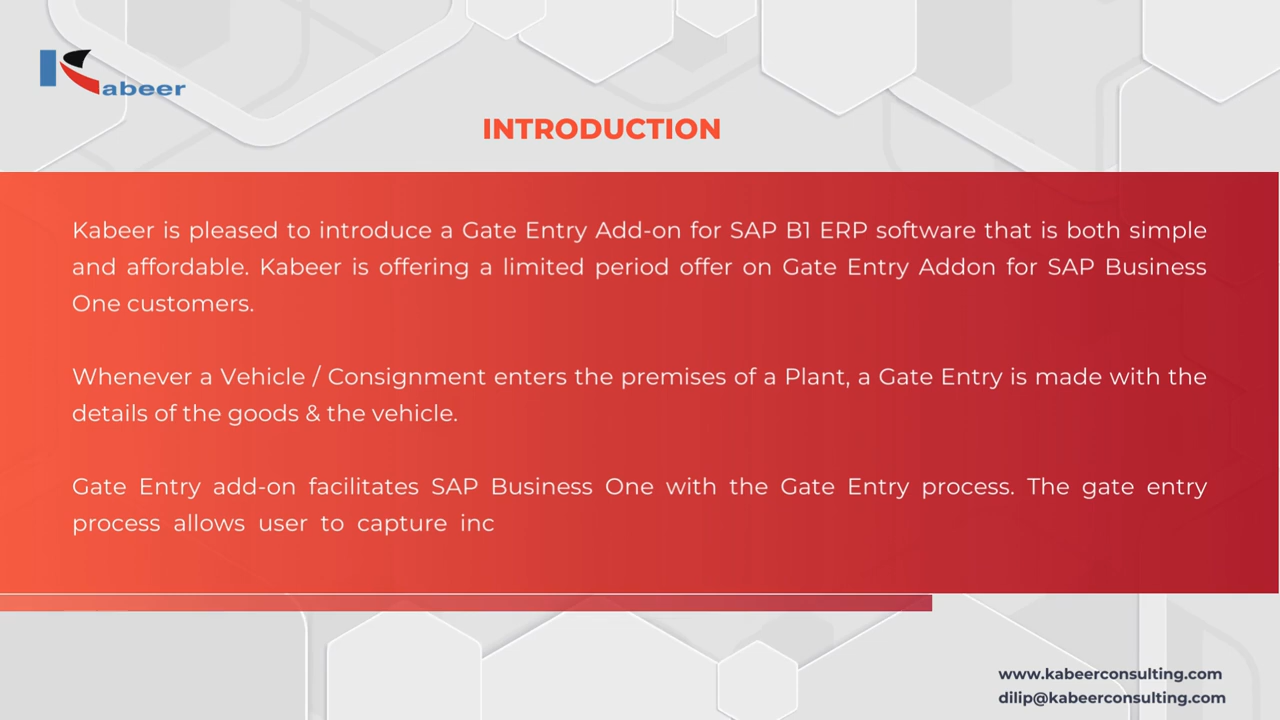 Kabeer
INTRODUCTION
Kabeer is pleased to introduce a Gate Entry Add-on for SAP B1 ERP software that is both simple
and affordable. Kabeer is offering a limited period offer on Gate Entry Addon for SAP Business
One customers.
Whenever a Vehicle / Consignment enters the premises of a Plant, a Gate Entry is made with the
details of the goods & the vehicle.
Gate Entry add-on facilitates SAP Business One with the Gate Entry process. The gate entry
process allows user to capture inc
www.kabeerconsulting.com
dilip@kabeerconsulting.com